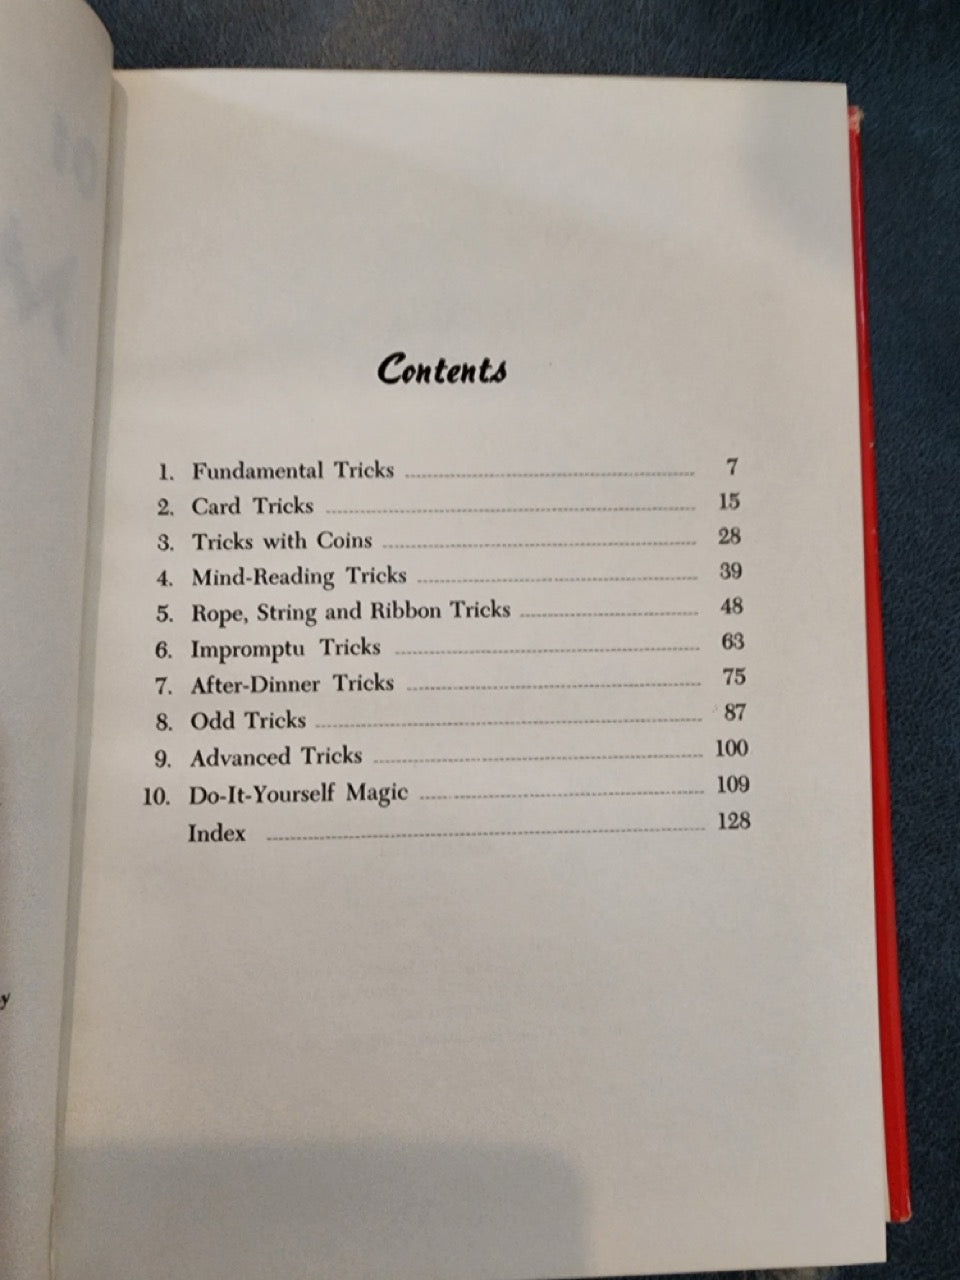 Contents
1. Fundamental Tricks 7
2. Card Tricks 15
3. Tricks with Coins 28
4. Mind-Reading Tricks 39
5. Rope, String and Ribbon Tricks 48
6. Impromptu Tricks 63
7. After-Dinner Tricks 75
8. Odd Tricks 87
9. Advanced Tricks 100
10. Do-It-Yourself Magic 109
Index 128